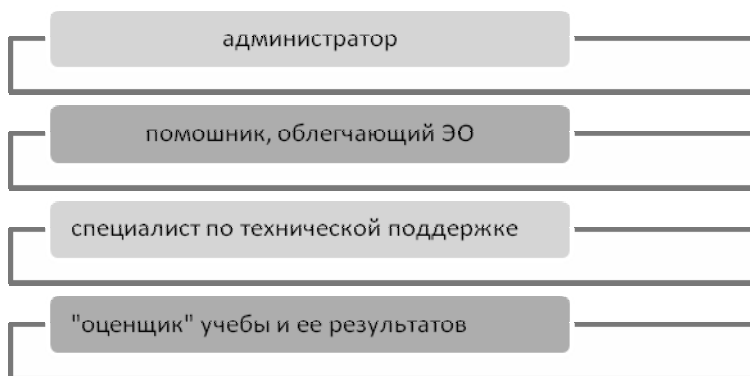 администратор
помошник, облегчающий ЭО
специалист по технической поддержке
"оценщик" учебы и ее результатов